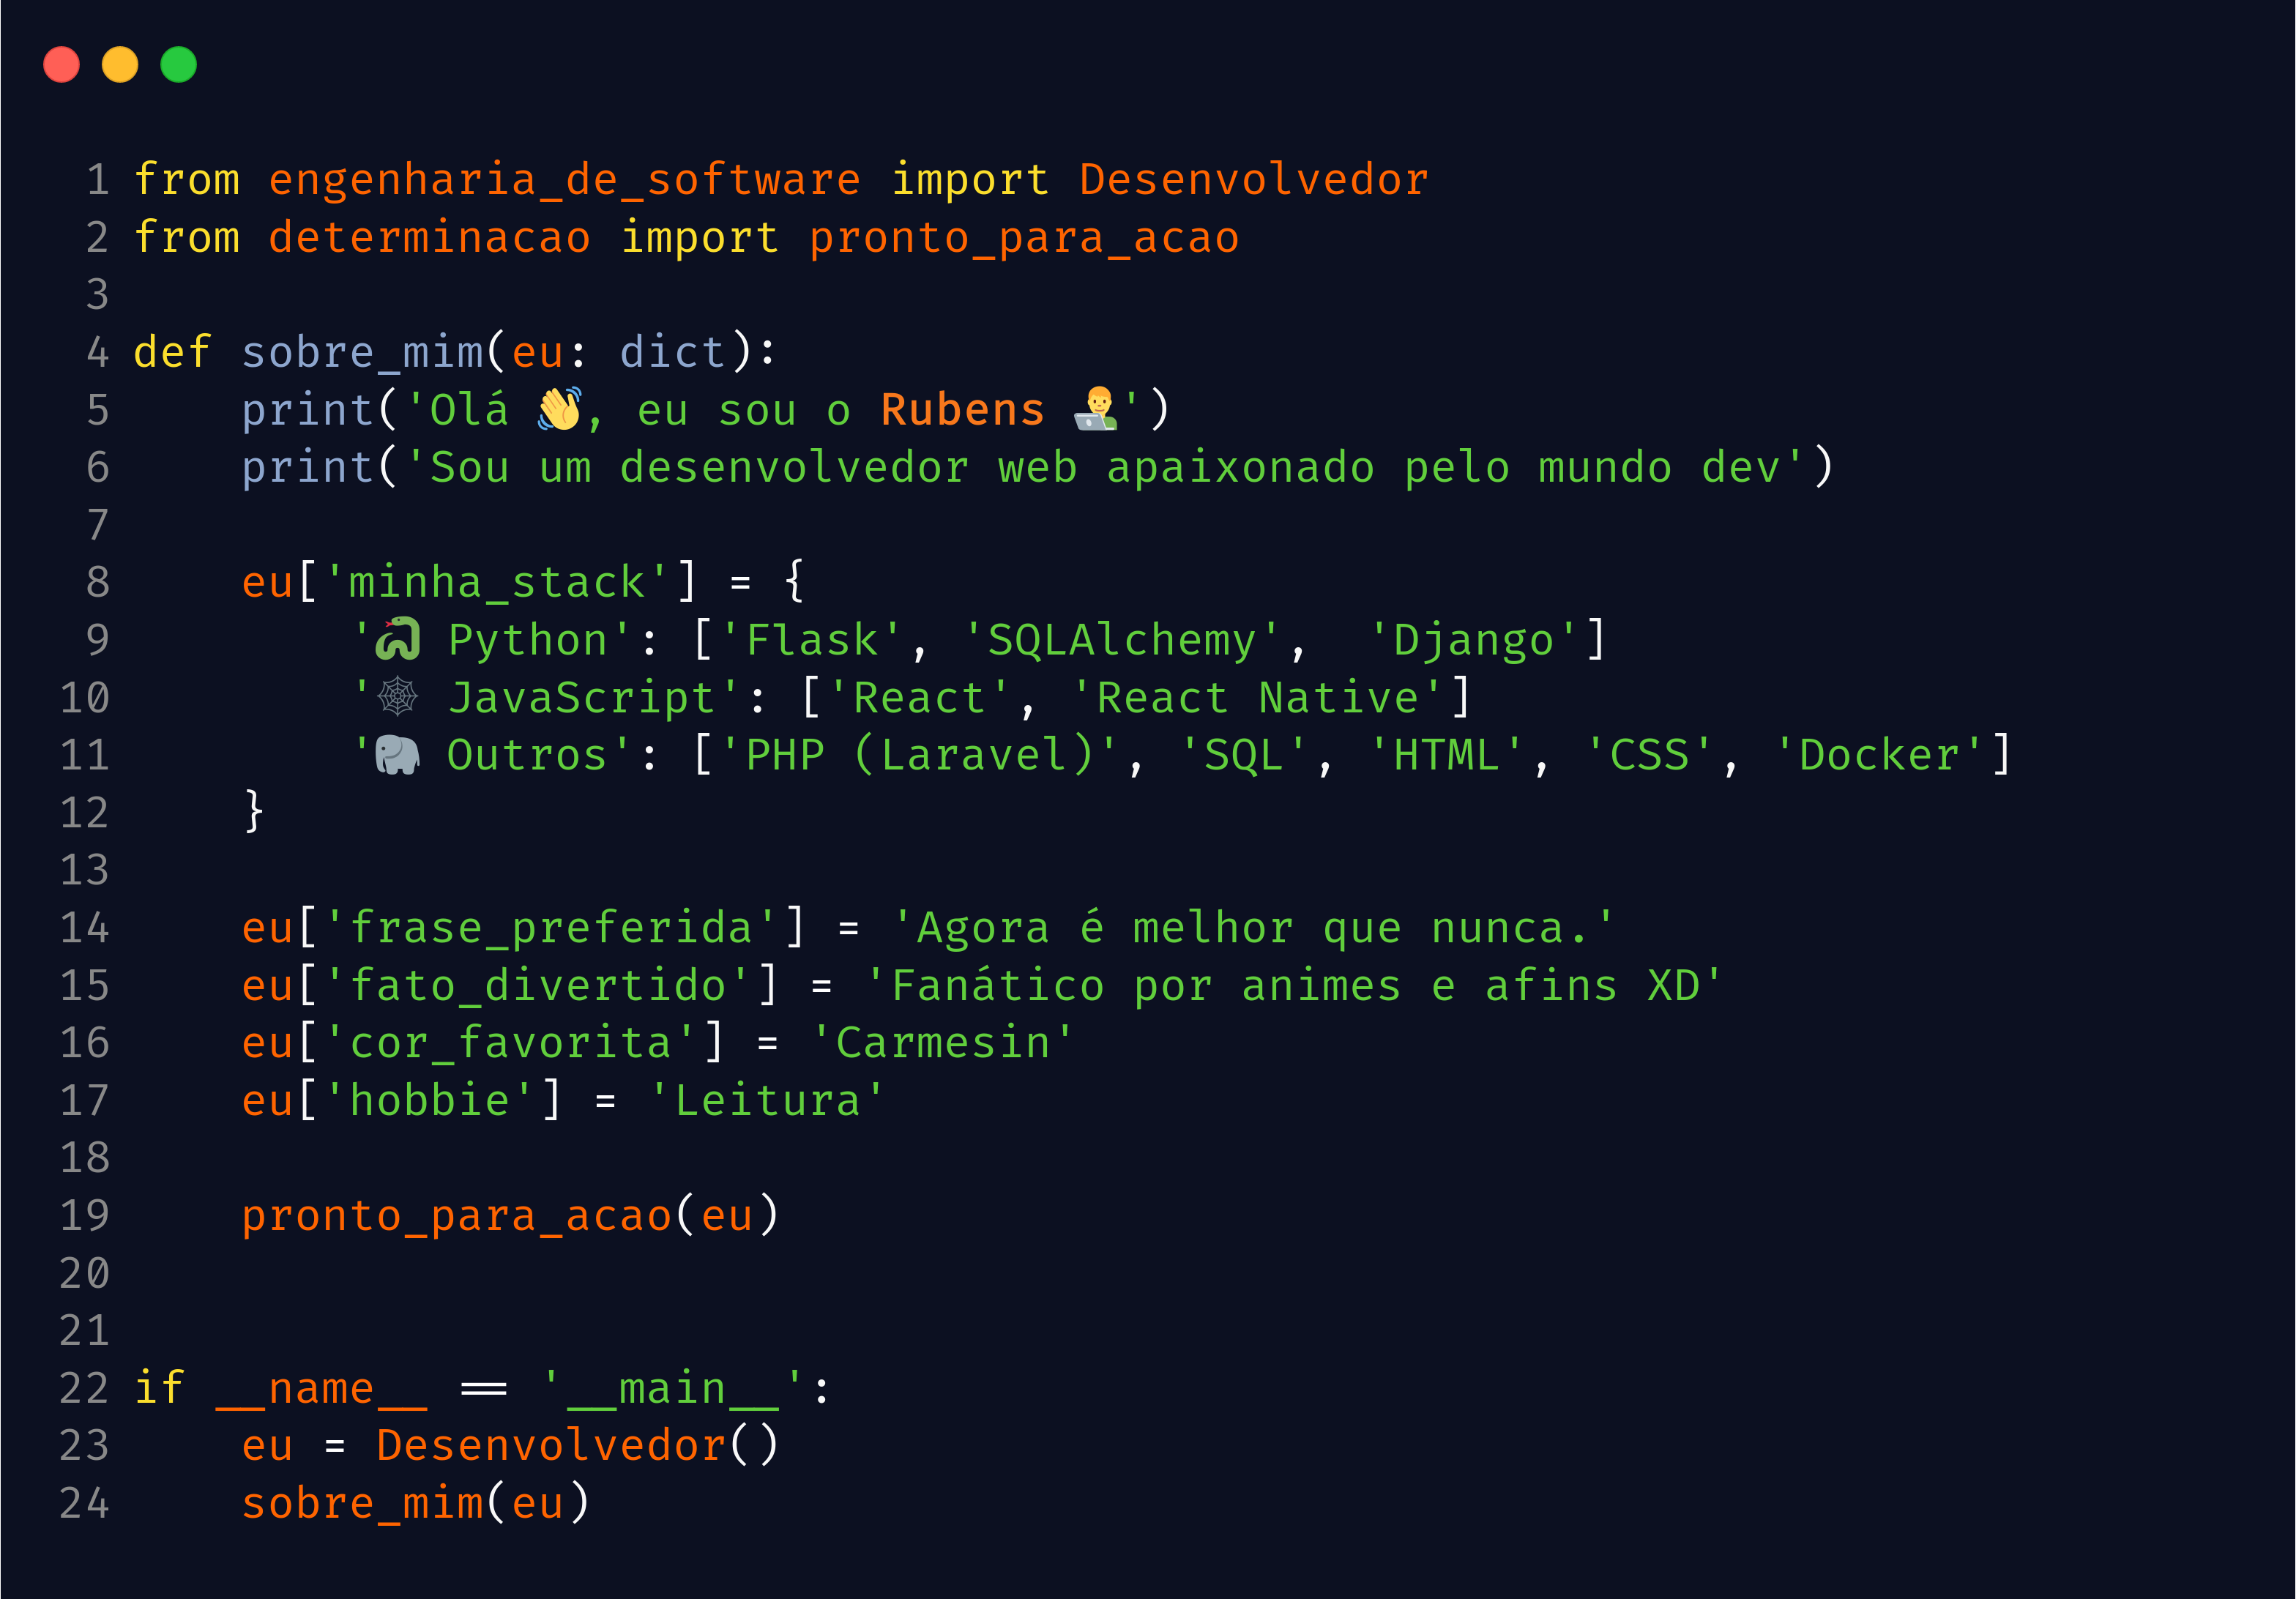 1 from engenharia_de_software import Desenvolvedor
2 from determinacao import pronto_para_acao
3
4 def sobre_mim(eu: dict):
5     print('Olá 👋, eu sou o Rubens 👨‍💻')
6     print('Sou um desenvolvedor web apaixonado pelo mundo dev')
7
8     eu['minha_stack'] = {
9         '🐍 Python': ['Flask', 'SQLAlchemy',  'Django']
10         '🕸 JavaScript': ['React', 'React Native']
11         '🐘 Outros': ['PHP (Laravel)', 'SQL', 'HTML', 'CSS', 'Docker']
12     }
13
14     eu['frase_preferida'] = 'Agora é melhor que nunca.'
15     eu['fato_divertido'] = 'Fanático por animes e afins XD'
16     eu['cor_favorita'] = 'Carmesin'
17     eu['hobbie'] = 'Leitura'
18
19     pronto_para_acao(eu)
20
21
22 if __name__ == '__main__':
23     eu = Desenvolvedor()
24     sobre_mim(eu)